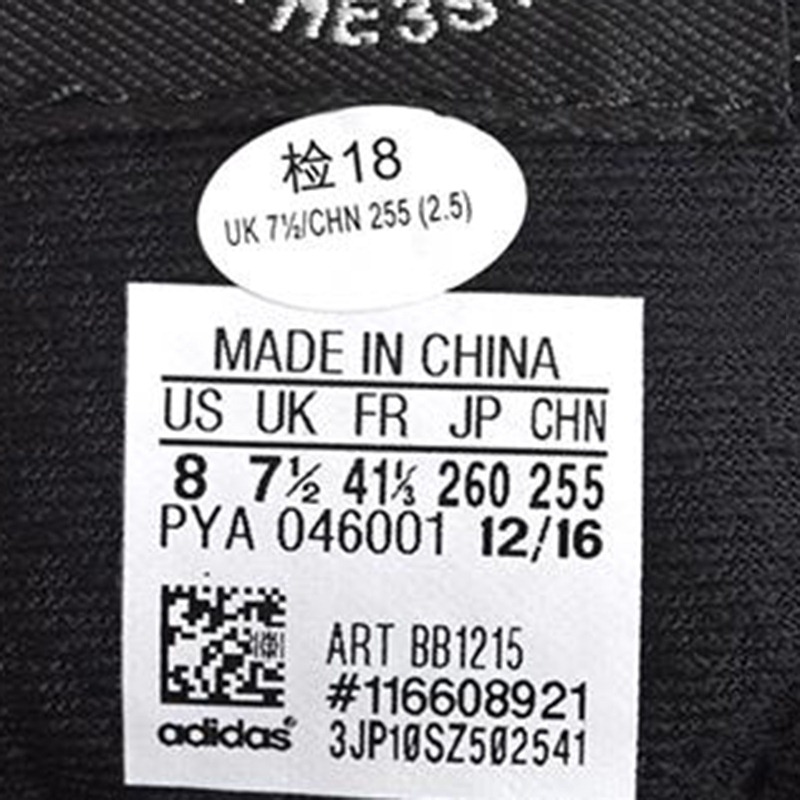 检18
UK 7½/CHN 255 (2.5)
MADE IN CHINA
US UK FR JP CHN
8 7½ 41⅓ 260 255
PYA 046001 12/16
ART BB1215
#116608921
adidas® 3JP10SZ502541